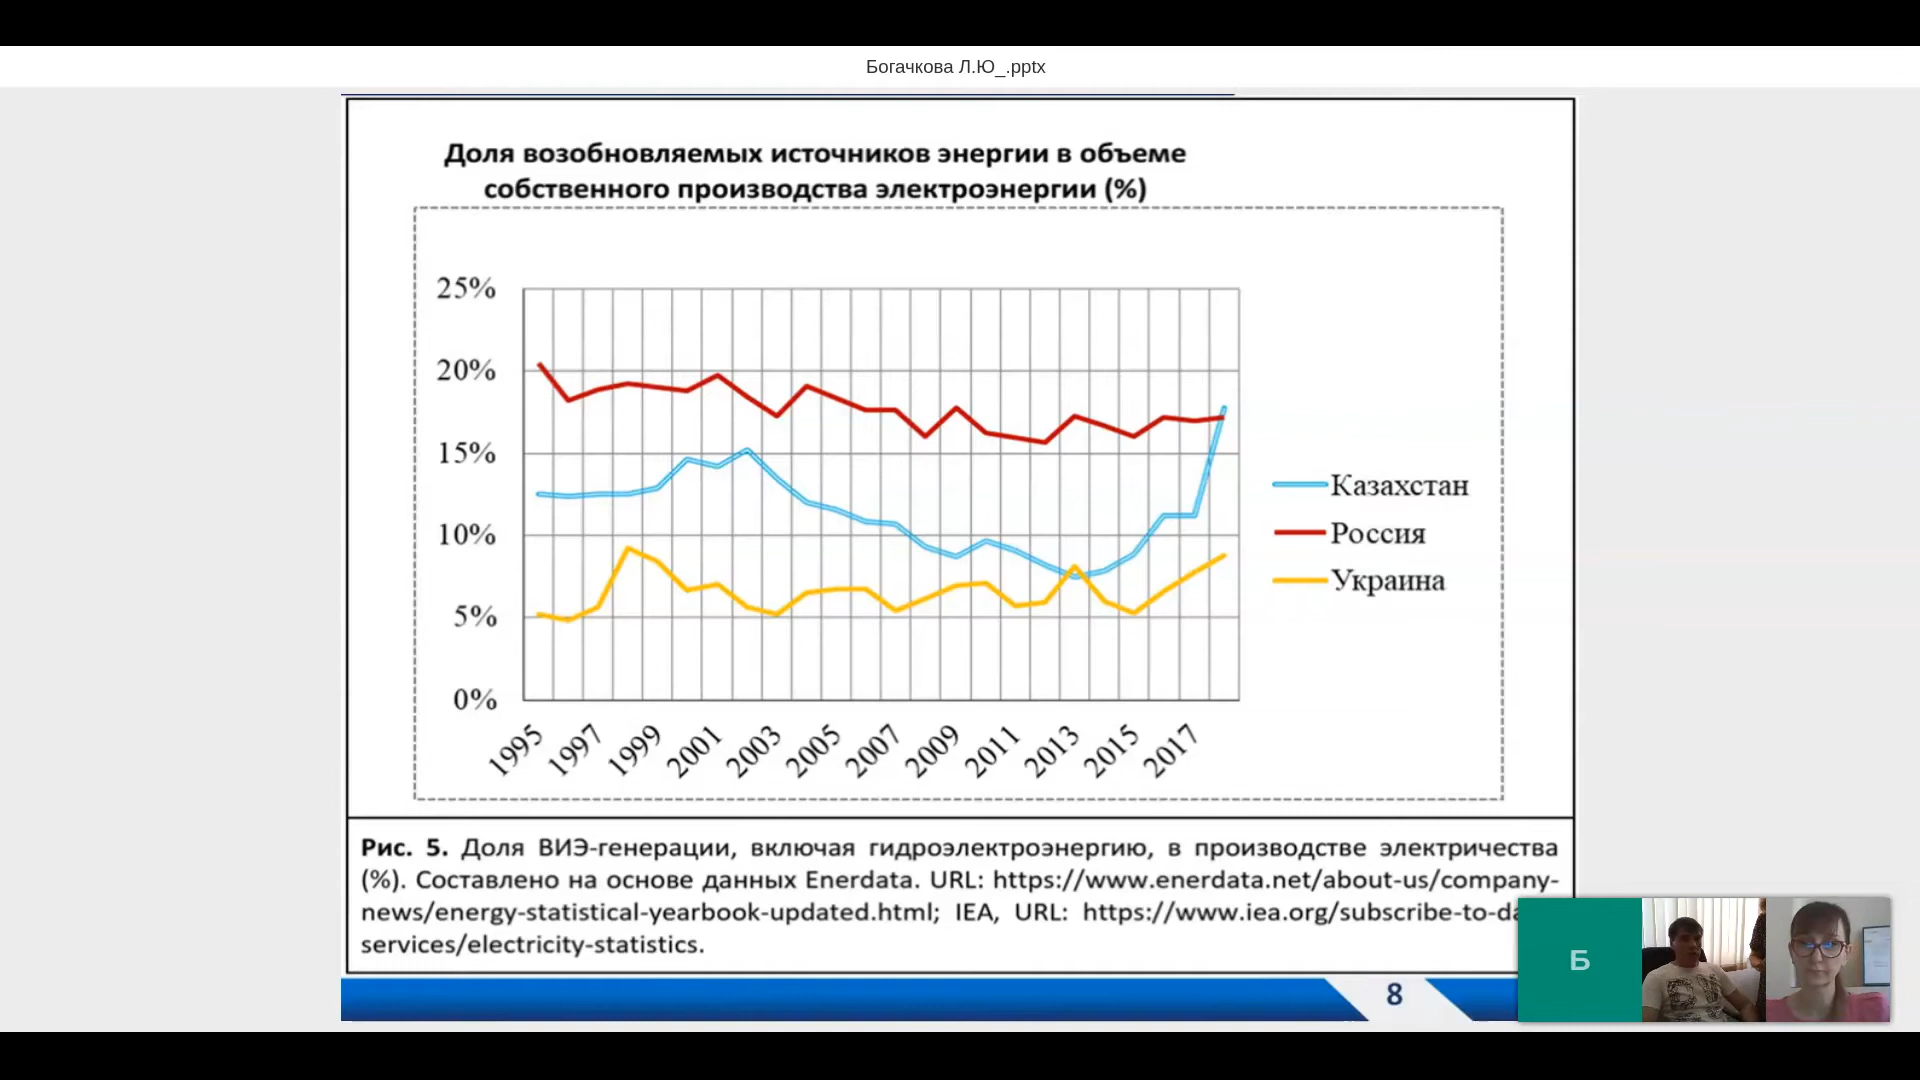 Богачкова Л.Ю_.pptx
Доля возобновляемых источников энергии в объеме
собственного производства электроэнергии (%)
25%
20%
15%
10%
5%
0%
1995
1997
1999
2001
2003
2005
2007
2009
2011
2013
2015
2017
Казахстан
Россия
Украина
Рис. 5. Доля ВИЭ-генерации, включая гидроэлектроэнергию, в производстве электричества
(%). Составлено на основе данных Enerdata. URL: https://www.enerdata.net/about-us/company-
news/energy-statistical-yearbook-updated.html; IEA, URL: https://www.iea.org/subscribe-to-da
services/electricity-statistics.
8
Б